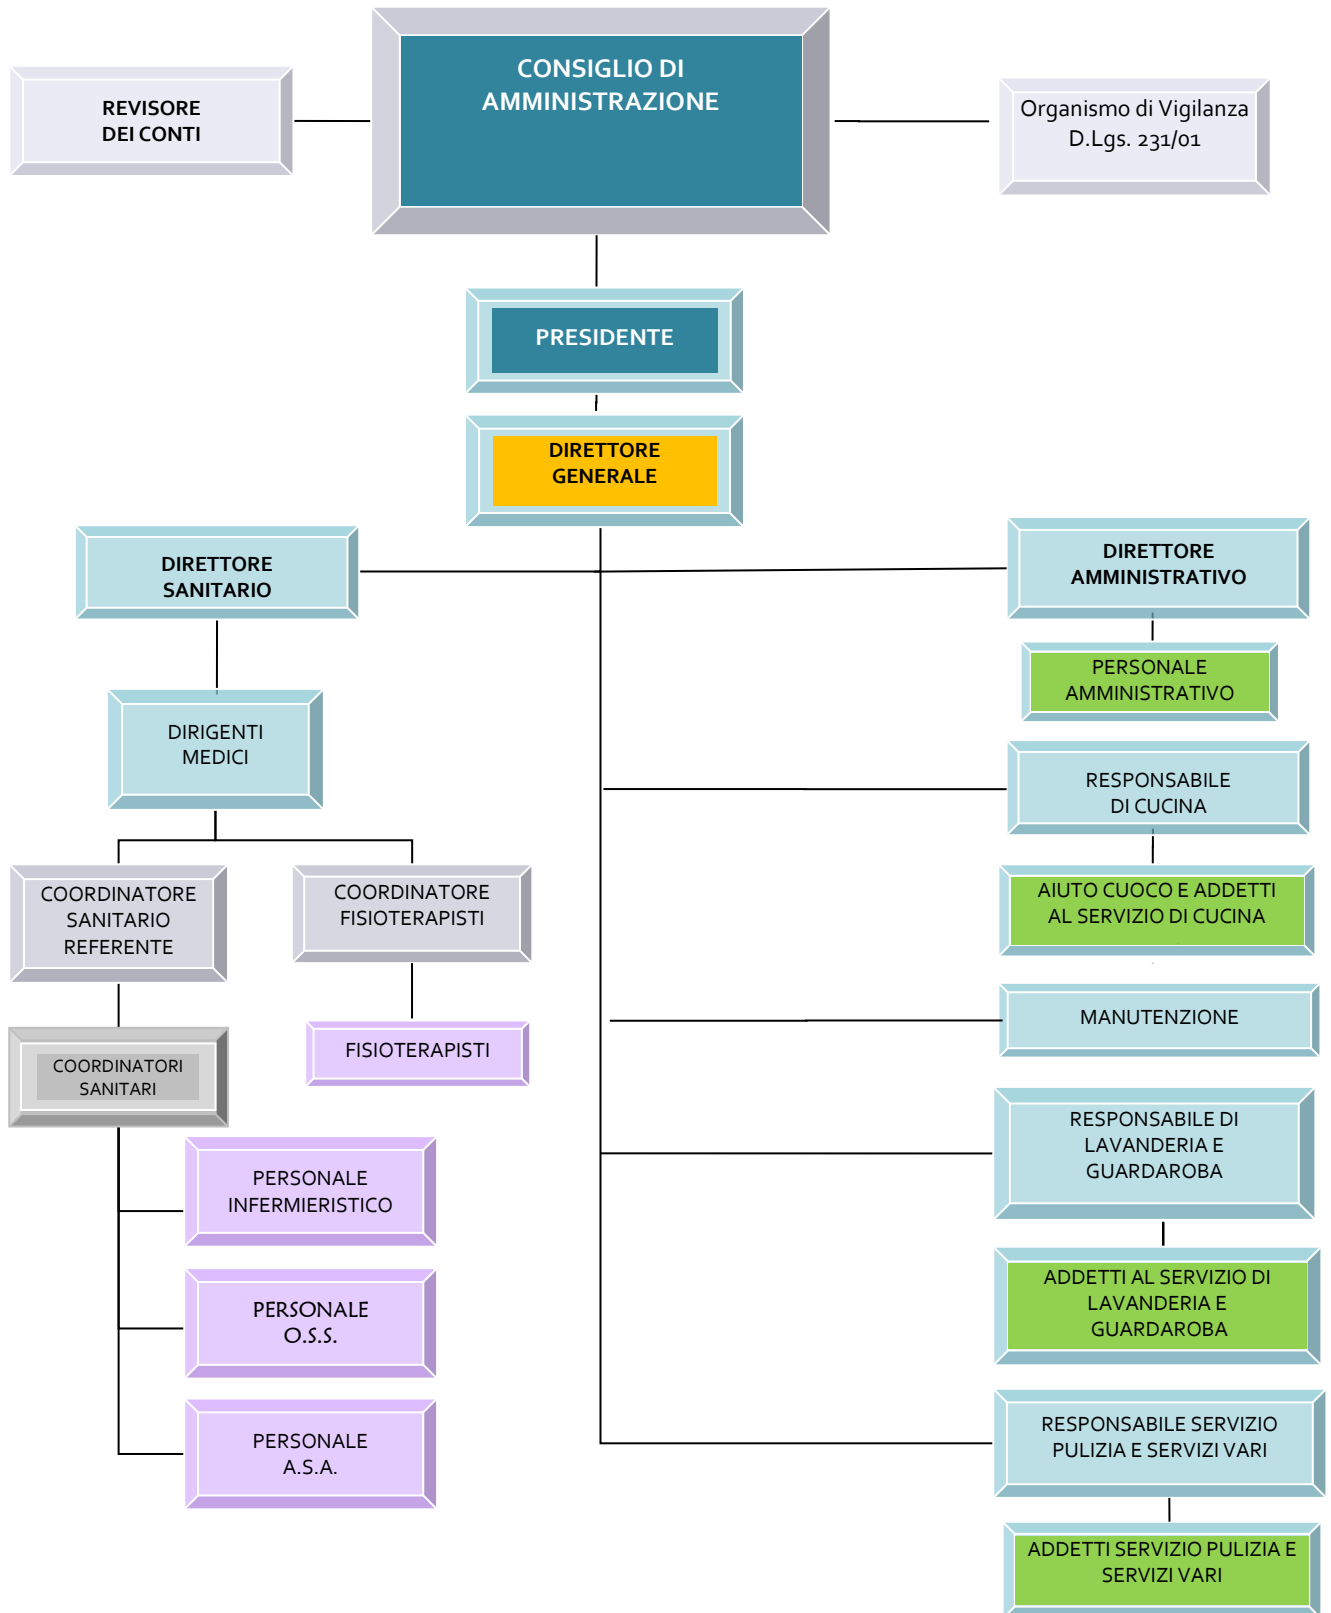 CONSIGLIO DI
AMMINISTRAZIONE
REVISORE
DEI CONTI
Organismo di Vigilanza
D.Lgs. 231/01
PRESIDENTE
DIRETTORE
GENERALE
DIRETTORE
SANITARIO
DIRETTORE
AMMINISTRATIVO
PERSONALE
AMMINISTRATIVO
DIRIGENTI
MEDICI
RESPONSABILE
DI CUCINA
COORDINATORE
SANITARIO
REFERENTE
COORDINATORE
FISIOTERAPISTI
AIUTO CUOCO E ADDETTI
AL SERVIZIO DI CUCINA
MANUTENZIONE
FISIOTERAPISTI
COORDINATORI
SANITARI
RESPONSABILE DI
LAVANDERIA E
GUARDAROBA
PERSONALE
INFERMIERISTICO
ADDETTI AL SERVIZIO DI
LAVANDERIA E
GUARDAROBA
PERSONALE
O.S.S.
RESPONSABILE SERVIZIO
PULIZIA E SERVIZI VARI
PERSONALE
A.S.A.
ADDETTI SERVIZIO PULIZIA E
SERVIZI VARI